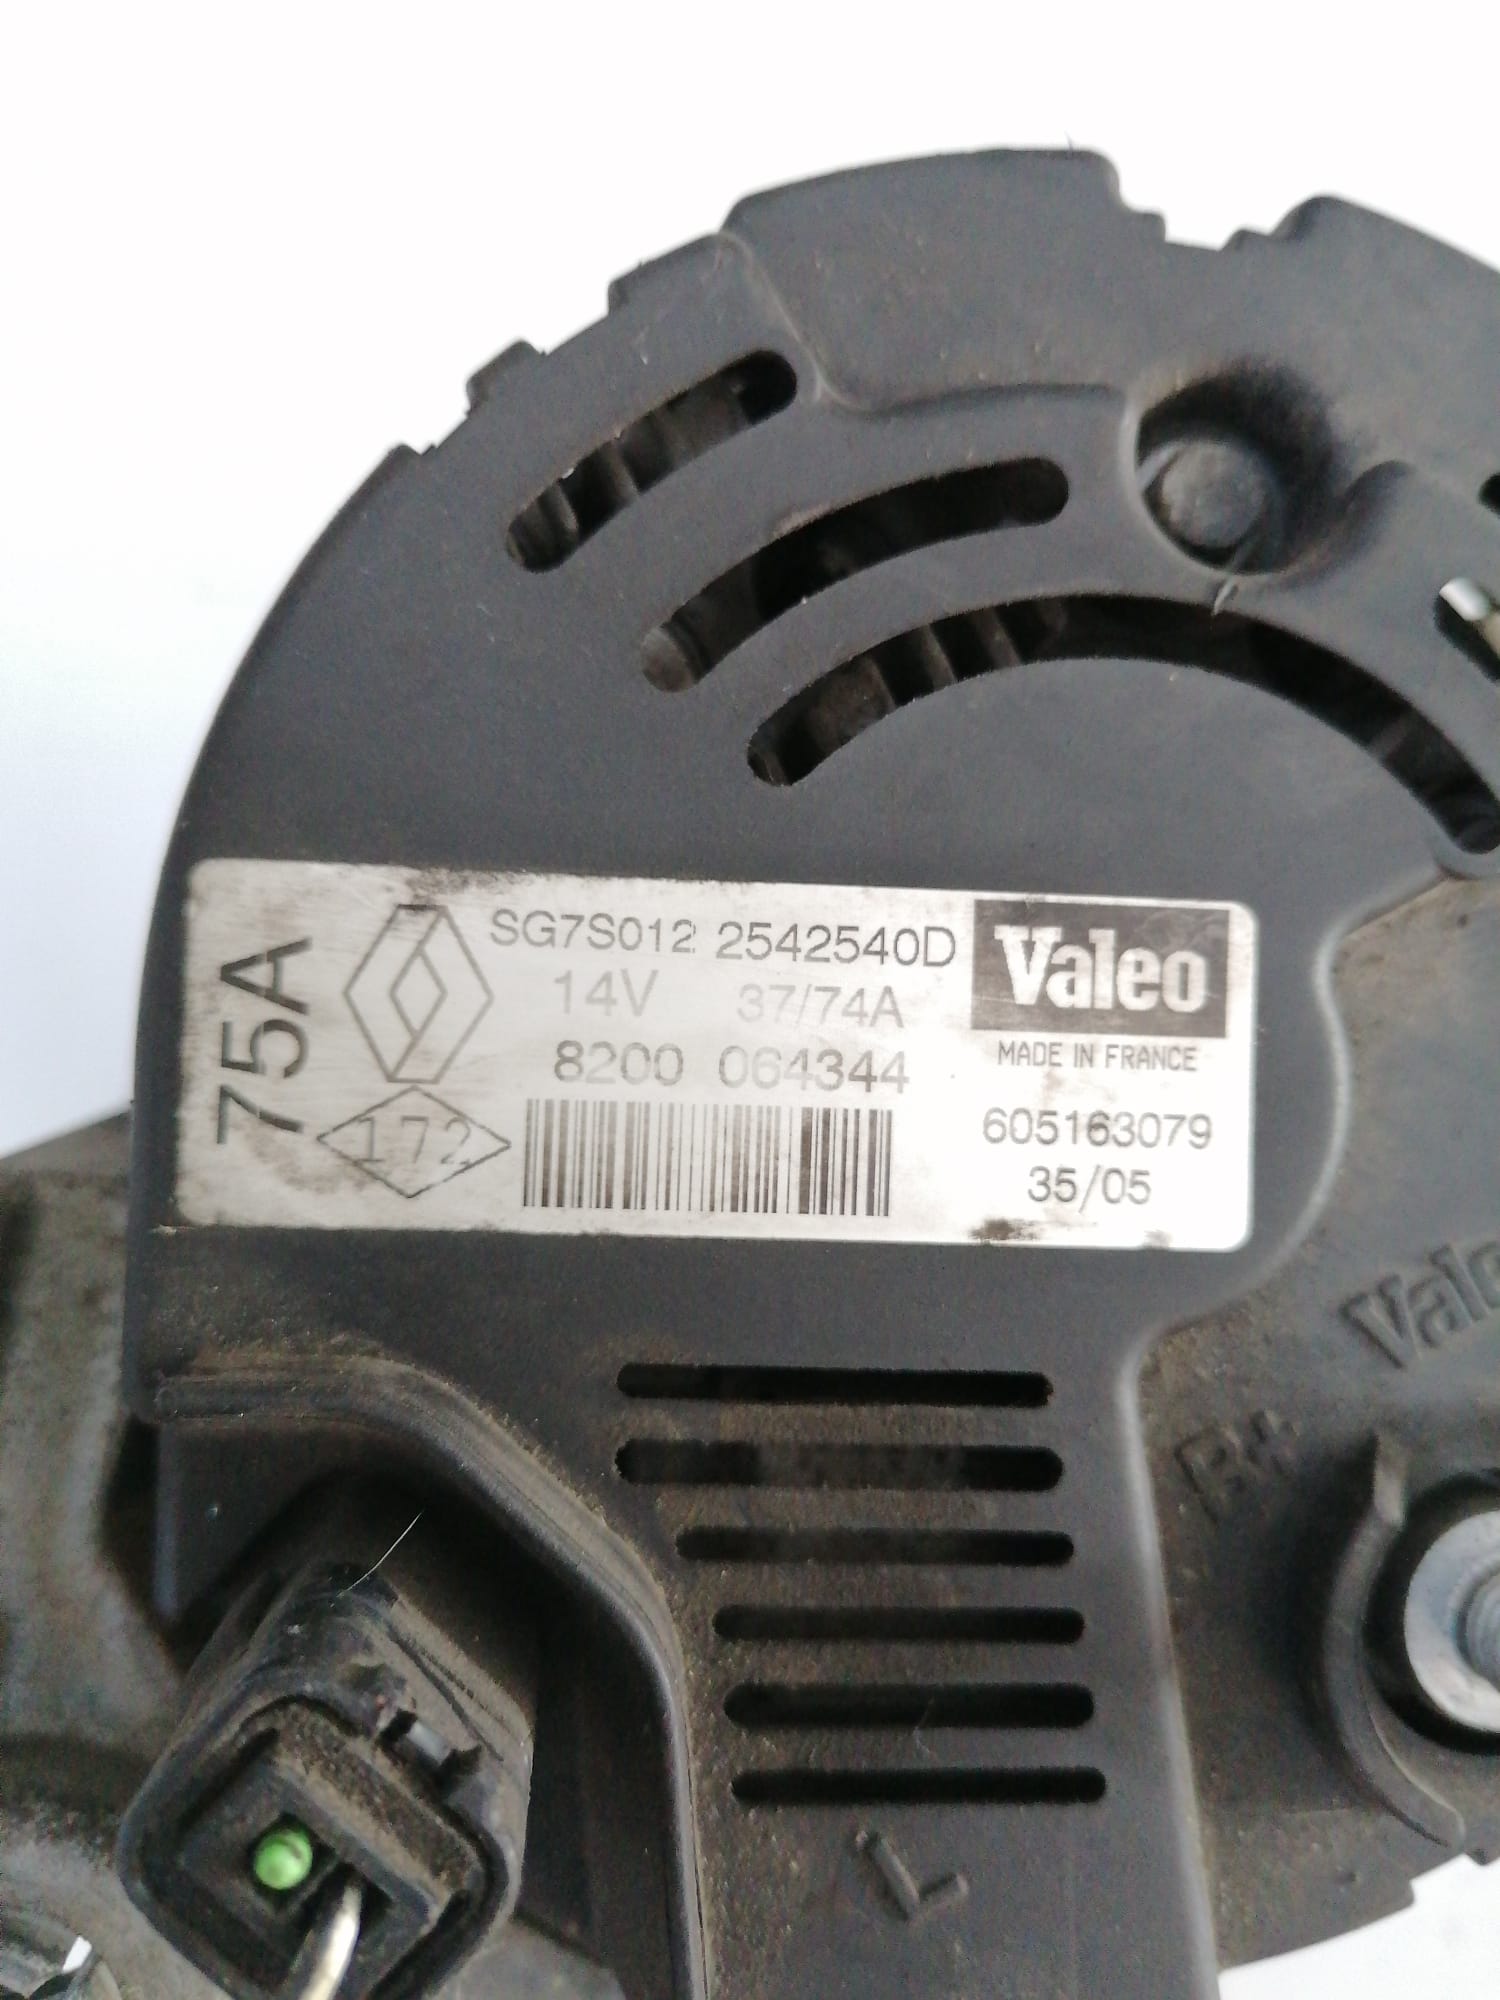 75A
SG7S012 2542540D
14V 37/74A
8200 064344
172
Valeo
MADE IN FRANCE
605163079
35/05
Vale
B+
L